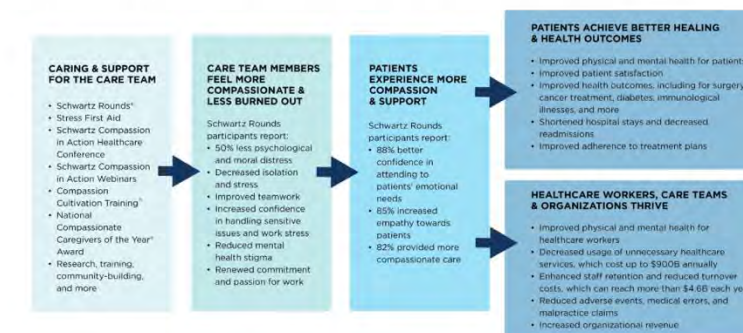 CARING & SUPPORT
FOR THE CARE TEAM
• Schwartz Rounds®
• Stress First Aid
• Schwartz Compassion
in Action Healthcare
Conference
• Schwartz Compassion
in Action Webinars
• Compassion
Cultivation Training
• National
Compassionate
Caregivers of the Year®
Award
• Research, training,
community-building,
and more
CARE TEAM MEMBERS
FEEL MORE
COMPASSIONATE &
LESS BURNED OUT
Schwartz Rounds
participants report:
• 50% less psychological
and moral distress
• Decreased isolation
and stress
• Improved teamwork
• Increased confidence
in handling sensitive
issues and work stress
• Reduced mental
health stigma
• Renewed commitment
and passion for work
PATIENTS
EXPERIENCE MORE
COMPASSION
& SUPPORT
Schwartz Rounds
participants report:
• 88% better
confidence in
attending to
patients' emotional
needs
• 85% increased
empathy towards
patients
• 82% provided more
compassionate care
PATIENTS ACHIEVE BETTER HEALING
& HEALTH OUTCOMES
• Improved physical and mental health for patients
• Improved patient satisfaction
• Improved health outcomes, including for surgery,
cancer treatment, diabetes, immunological
illnesses, and more
• Shortened hospital stays and decreased
readmissions
• Improved adherence to treatment plans
HEALTHCARE WORKERS, CARE TEAMS
& ORGANIZATIONS THRIVE
• Improved physical and mental health for
healthcare workers
• Decreased usage of unnecessary healthcare
services, which cost up to $900B annually
• Enhanced staff retention and reduced turnover
costs, which can reach more than $4.6B each ye
• Reduced adverse events, medical errors, and
malpractice claims
• Increased organizational revenue